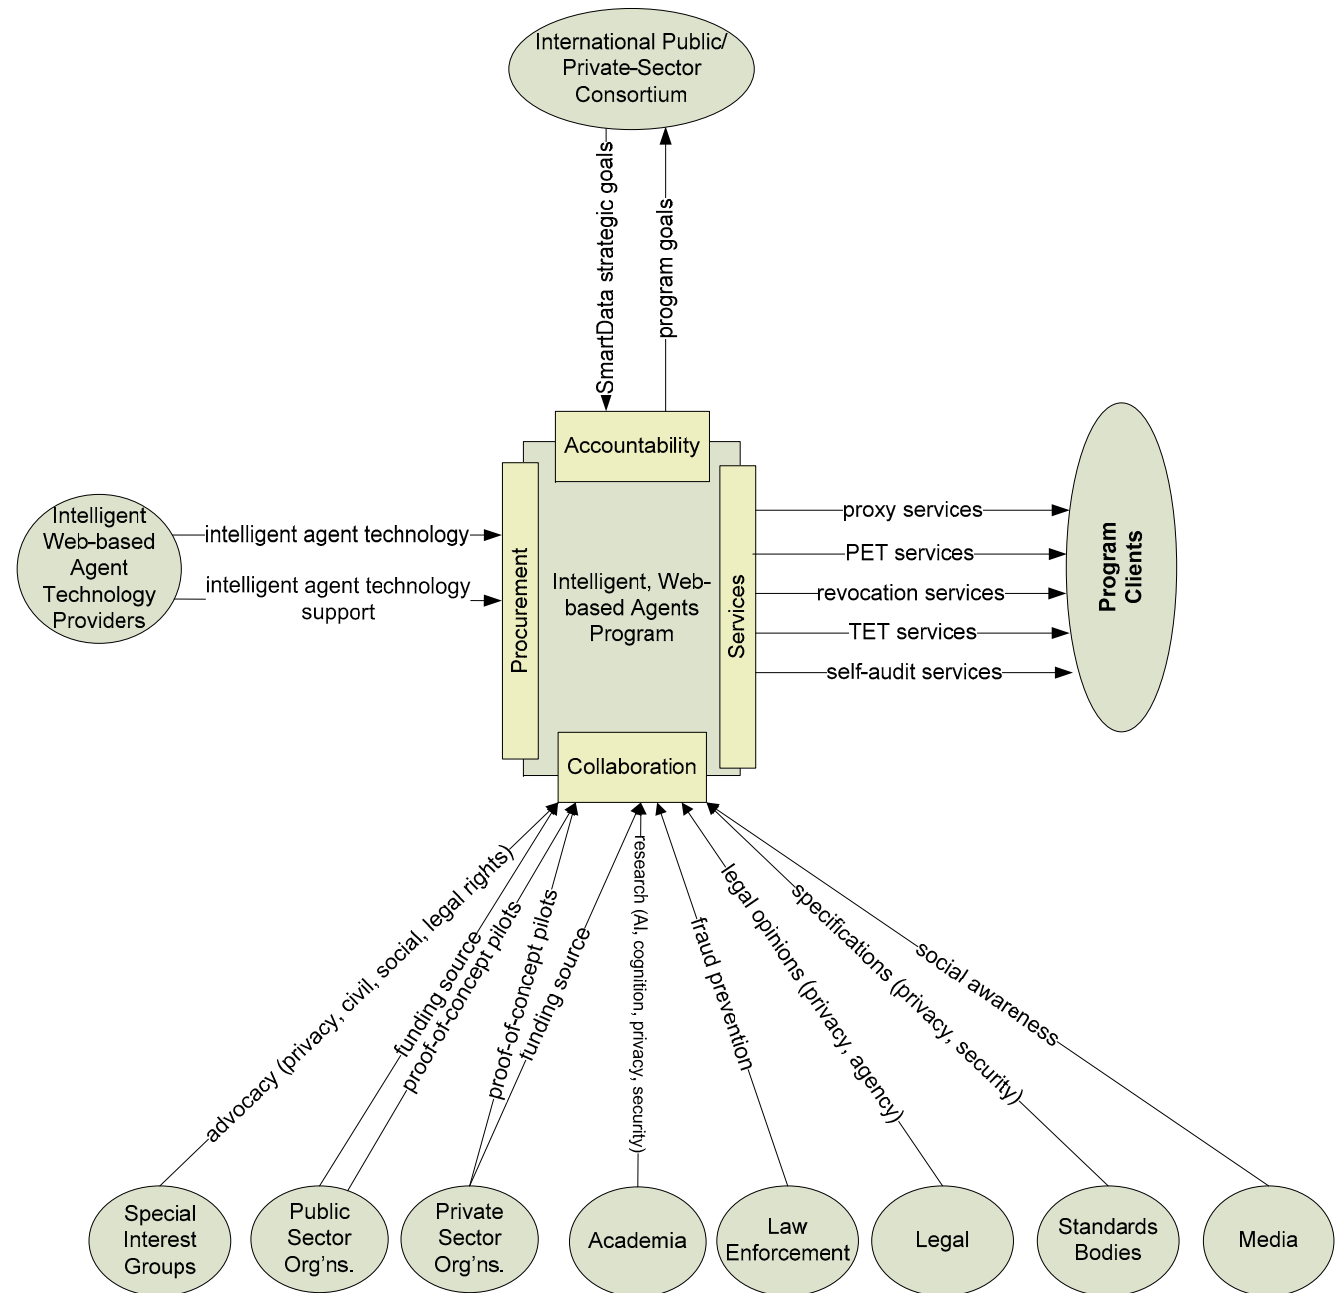 International Public/
Private-Sector
Consortium
SmartData strategic goals
program goals
Accountability
Intelligent
Web-based
Agent
Technology
Providers
intelligent agent technology
intelligent agent technology
support
Procurement
Intelligent, Web-
based Agents
Program
Services
proxy services
PET services
revocation services
TET services
self-audit services
Program
Clients
Collaboration
advocacy (privacy, civil, social, legal rights)
funding source
proof-of-concept pilots
proof-of-concept pilots
funding source
research (AI, cognition, privacy, security)
fraud prevention
legal opinions (privacy, agency)
specifications (privacy, security)
social awareness
Special
Interest
Groups
Public
Sector
Org'ns.
Private
Sector
Org'ns.
Academia
Law
Enforcement
Legal
Standards
Bodies
Media